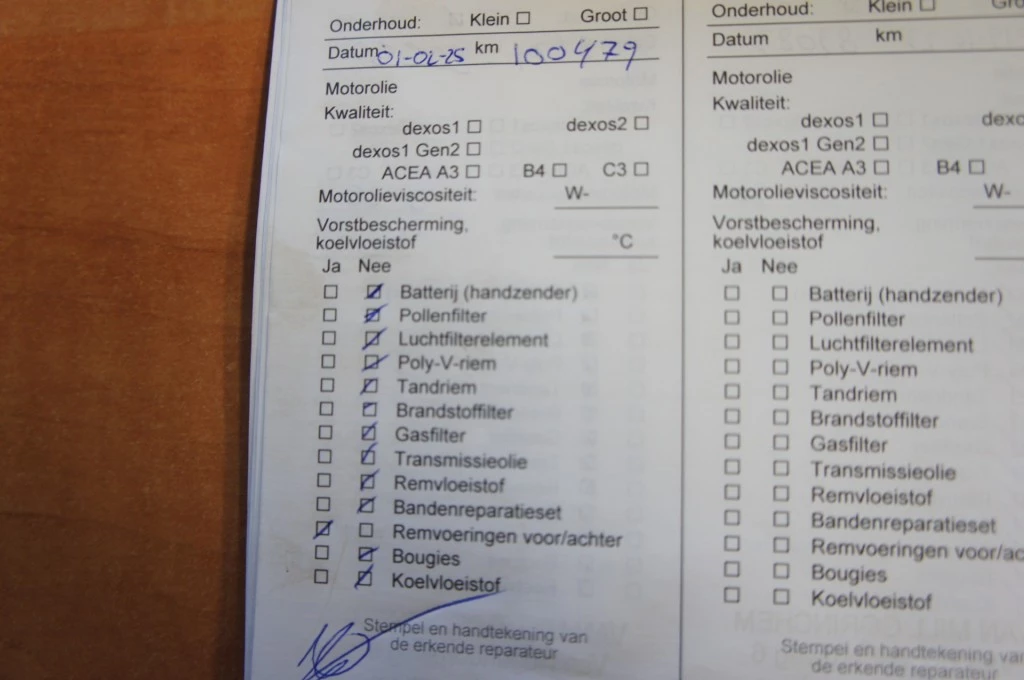 Onderhoud: Klein ☐ Groot ☐
Datum 01-04-25 km 100479
Motorolie
Kwaliteit:
dexos1 ☐ dexos2 ☐
dexos1 Gen2 ☐
ACEA A3 ☐ B4 ☐ C3 ☐
Motorolieviscositeit: W-
Vorstbescherming,
koelvloeistof °C
Ja Nee
☐ ☑ Batterij (handzender)
☐ ☑ Pollenfilter
☐ ☑ Luchtfilterelement
☐ ☑ Poly-V-riem
☐ ☑ Tandriem
☐ ☑ Brandstoffilter
☐ ☑ Gasfilter
☐ ☑ Transmissieolie
☐ ☑ Remvloeistof
☐ ☑ Bandenreparatieset
☑ ☐ Remvoeringen voor/achter
☐ ☑ Bougies
☐ ☑ Koelvloeistof
Stempel en handtekening van
de erkende reparateur
Onderhoud: Klein ☐ Gro
Datum km
Motorolie
Kwaliteit:
dexos1 ☐ dexo
dexos1 Gen2 ☐
ACEA A3 ☐ B4 ☐
Motorolieviscositeit: W-
Vorstbescherming,
koelvloeistof
Ja Nee
☐ ☐ Batterij (handzender)
☐ ☐ Pollenfilter
☐ ☐ Luchtfilterelement
☐ ☐ Poly-V-riem
☐ ☐ Tandriem
☐ ☐ Brandstoffilter
☐ ☐ Gasfilter
☐ ☐ Transmissieolie
☐ ☐ Remvloeistof
☐ ☐ Bandenreparatieset
☐ ☐ Remvoeringen voor/ac
☐ ☐ Bougies
☐ ☐ Koelvloeistof
Stempel en handtekening va
de erkende reparateur